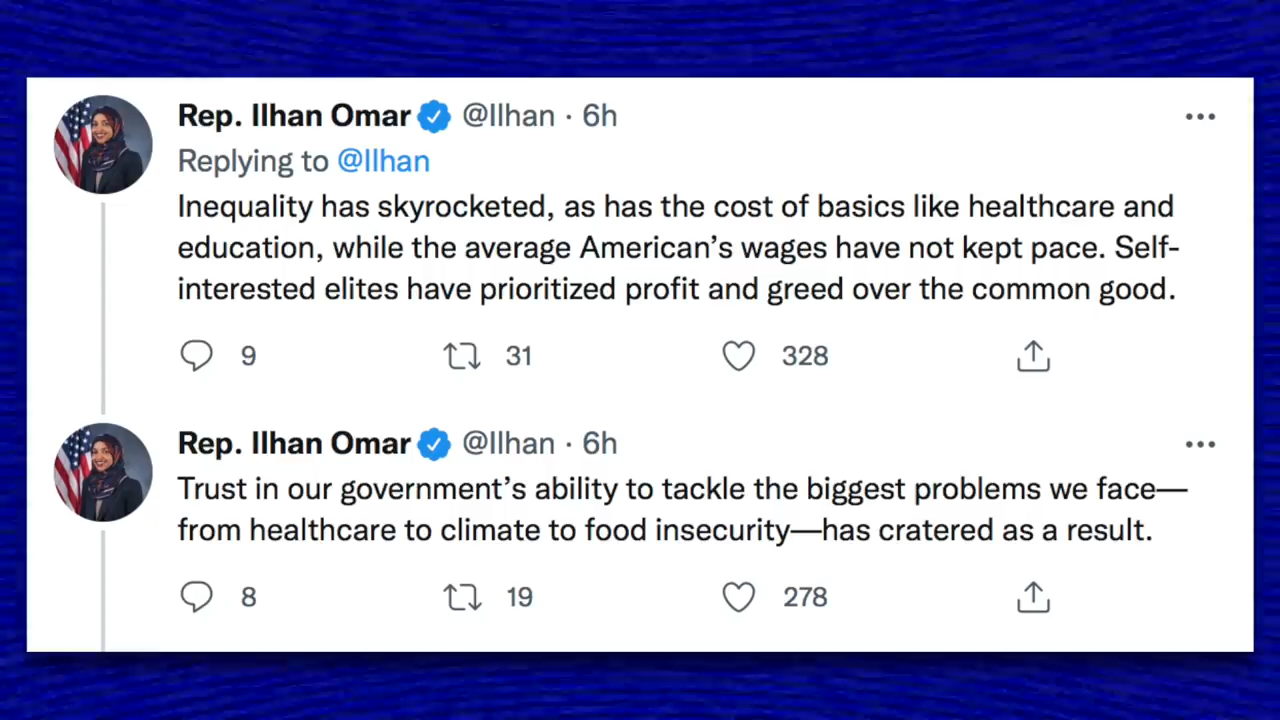 Rep. Ilhan Omar @Ilhan · 6h
Replying to @Ilhan
Inequality has skyrocketed, as has the cost of basics like healthcare and
education, while the average American’s wages have not kept pace. Self-
interested elites have prioritized profit and greed over the common good.
9 31 328
Rep. Ilhan Omar @Ilhan · 6h
Trust in our government’s ability to tackle the biggest problems we face—
from healthcare to climate to food insecurity—has cratered as a result.
8 19 278